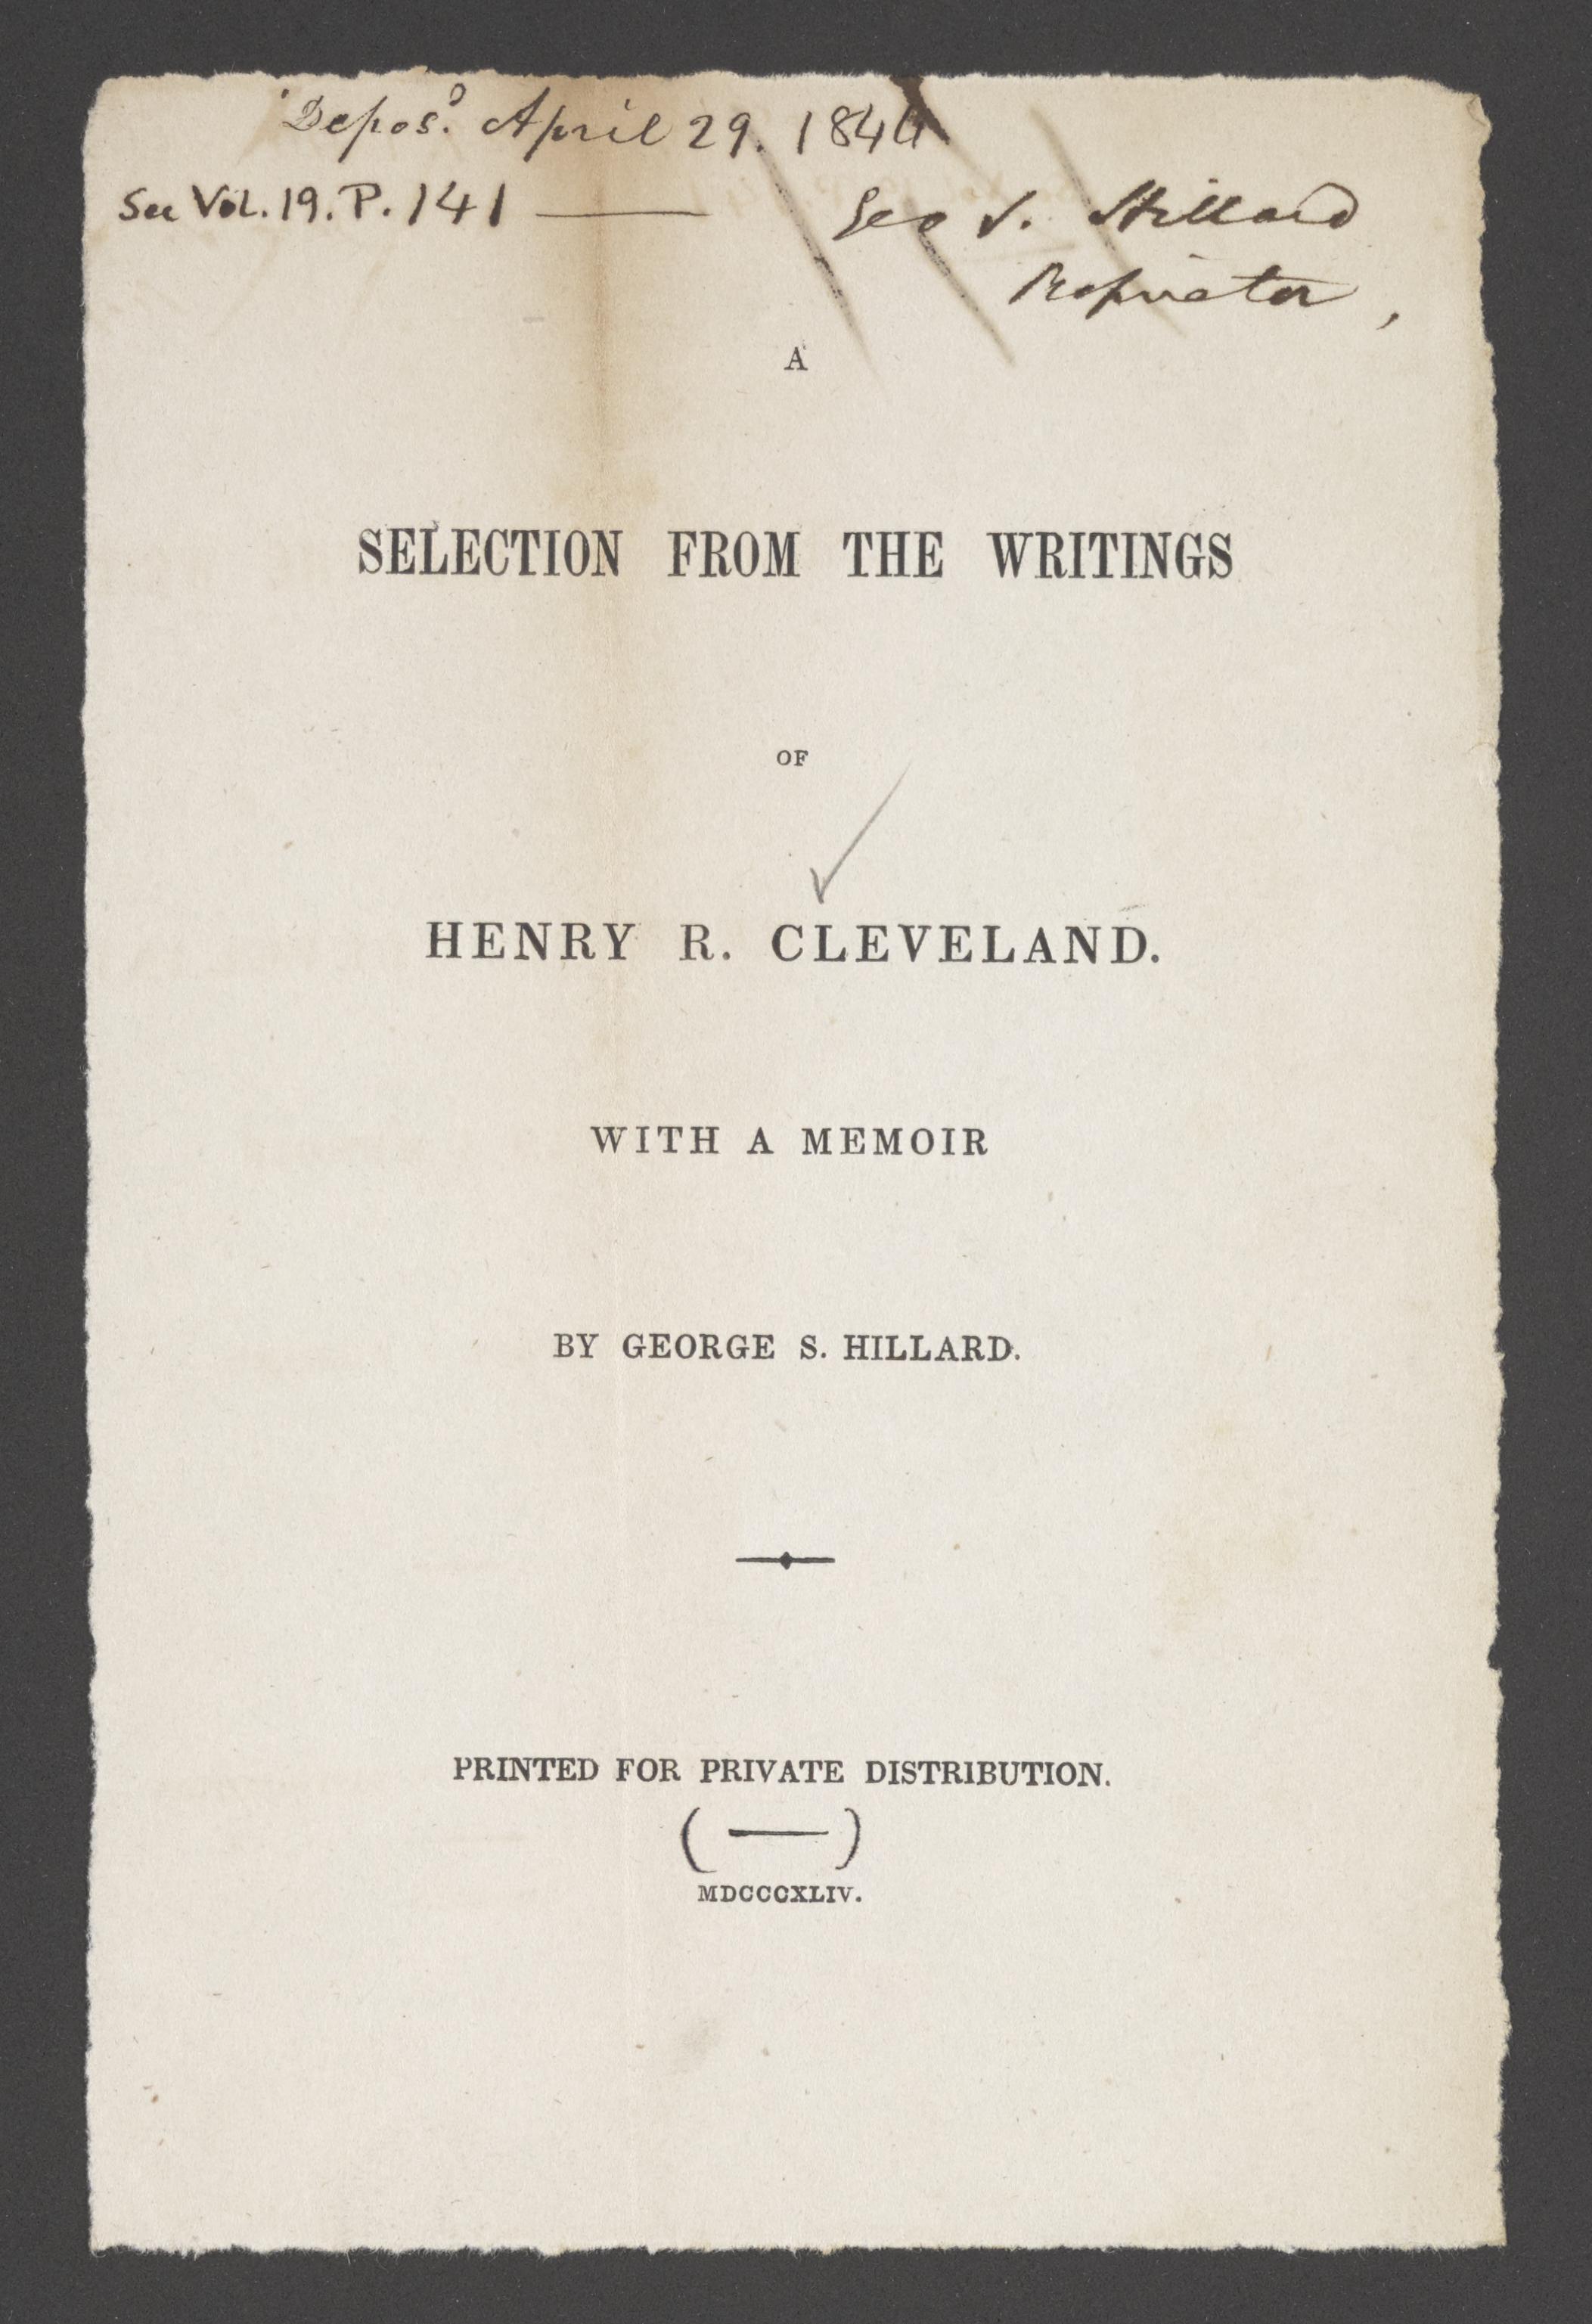 Depos.d April 29. 1844
See Vol. 19. P. 141 — Geo S. Hillard
Proprietor,
A
SELECTION FROM THE WRITINGS
OF
HENRY R. CLEVELAND.
WITH A MEMOIR
BY GEORGE S. HILLARD.
PRINTED FOR PRIVATE DISTRIBUTION.
( — )
MDCCCXLIV.